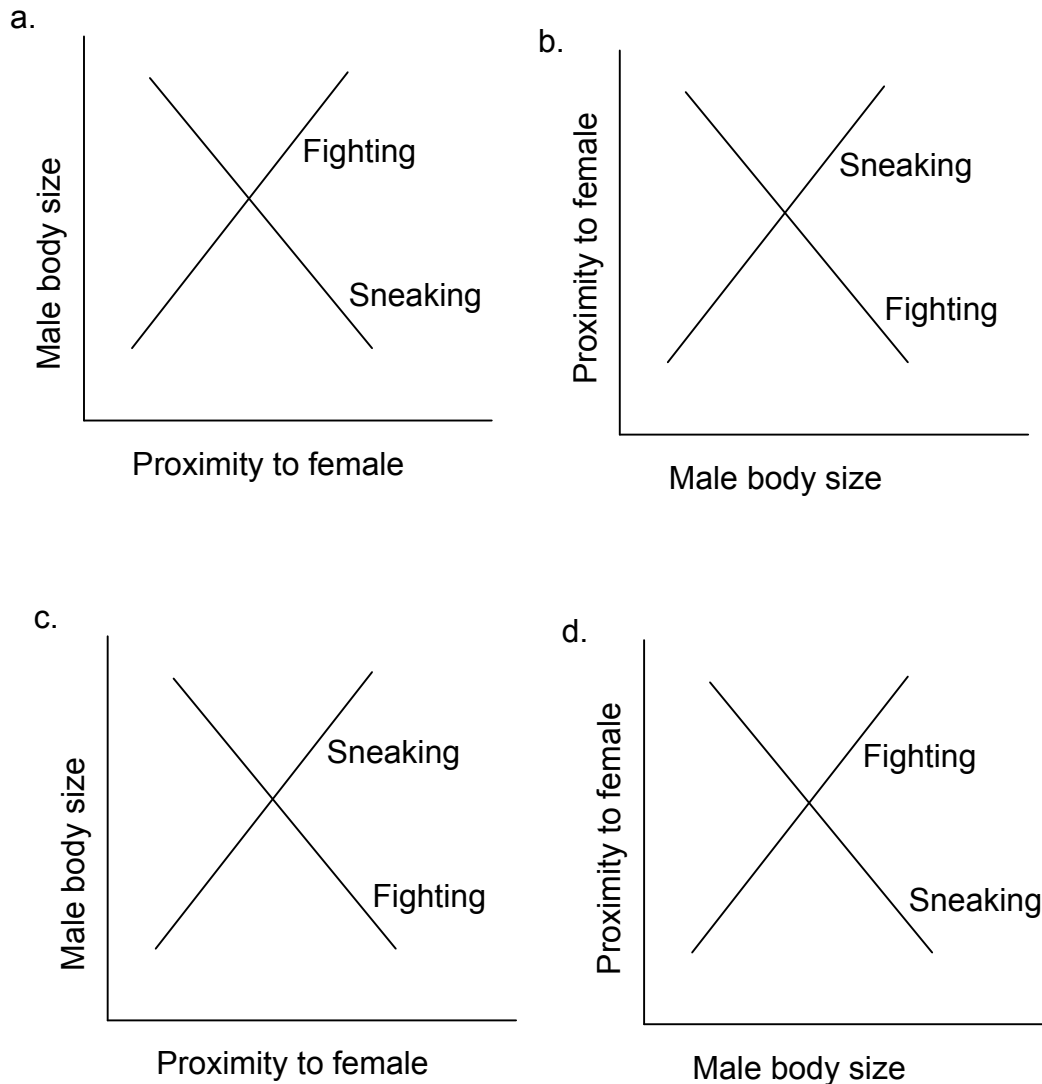 a.
Male body size
Fighting
Sneaking
Proximity to female
b.
Proximity to female
Sneaking
Fighting
Male body size
c.
Male body size
Sneaking
Fighting
Proximity to female
d.
Proximity to female
Fighting
Sneaking
Male body size